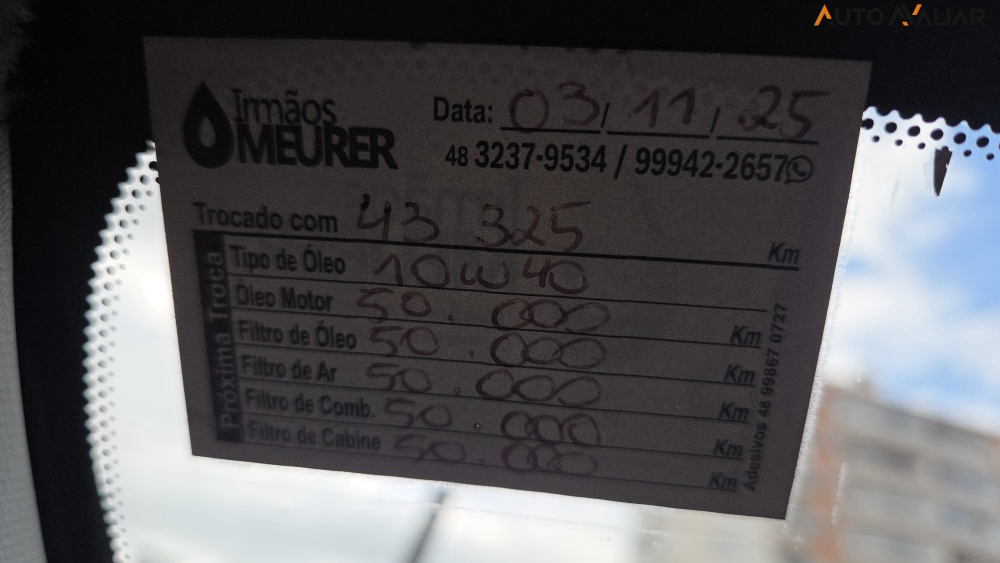 AUTO AVALIAR
Irmãos
MEURER
Data: 03/11/25
48 3237-9534 / 99942-2657
Trocado com 43 325 Km
Próxima Troca
Tipo de Óleo 10W40
Óleo Motor 50.000 Km
Filtro de Óleo 50.000 Km
Filtro de Ar 50.000 Km
Filtro de Comb. 50.000 Km
Filtro de Cabine 50.000 Km
Adesivos 48 99867 0727